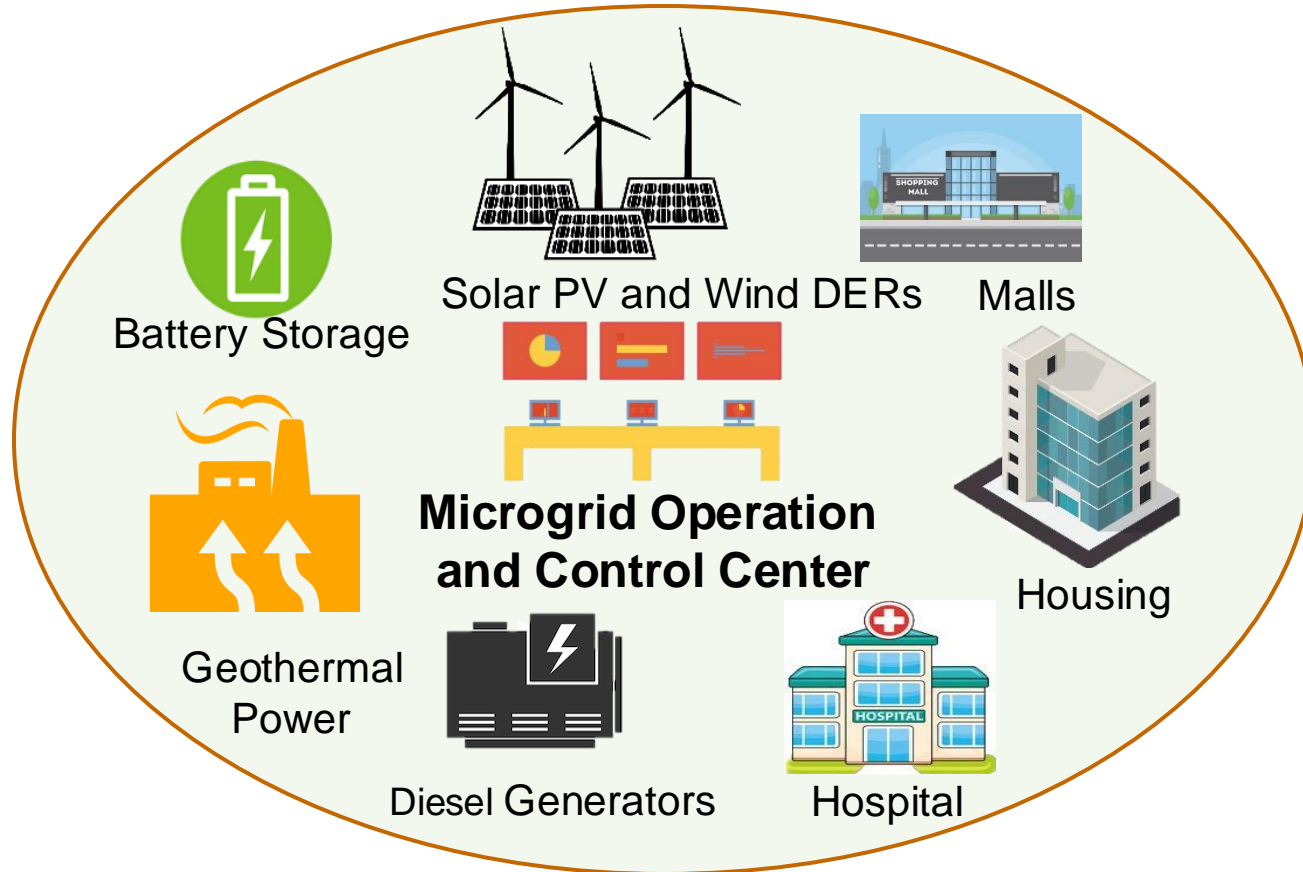 Solar PV and Wind DERs
SHOPPING
MALL
Malls
Battery Storage
Microgrid Operation
and Control Center
Housing
Geothermal
Power
HOSPITAL
Diesel Generators
Hospital